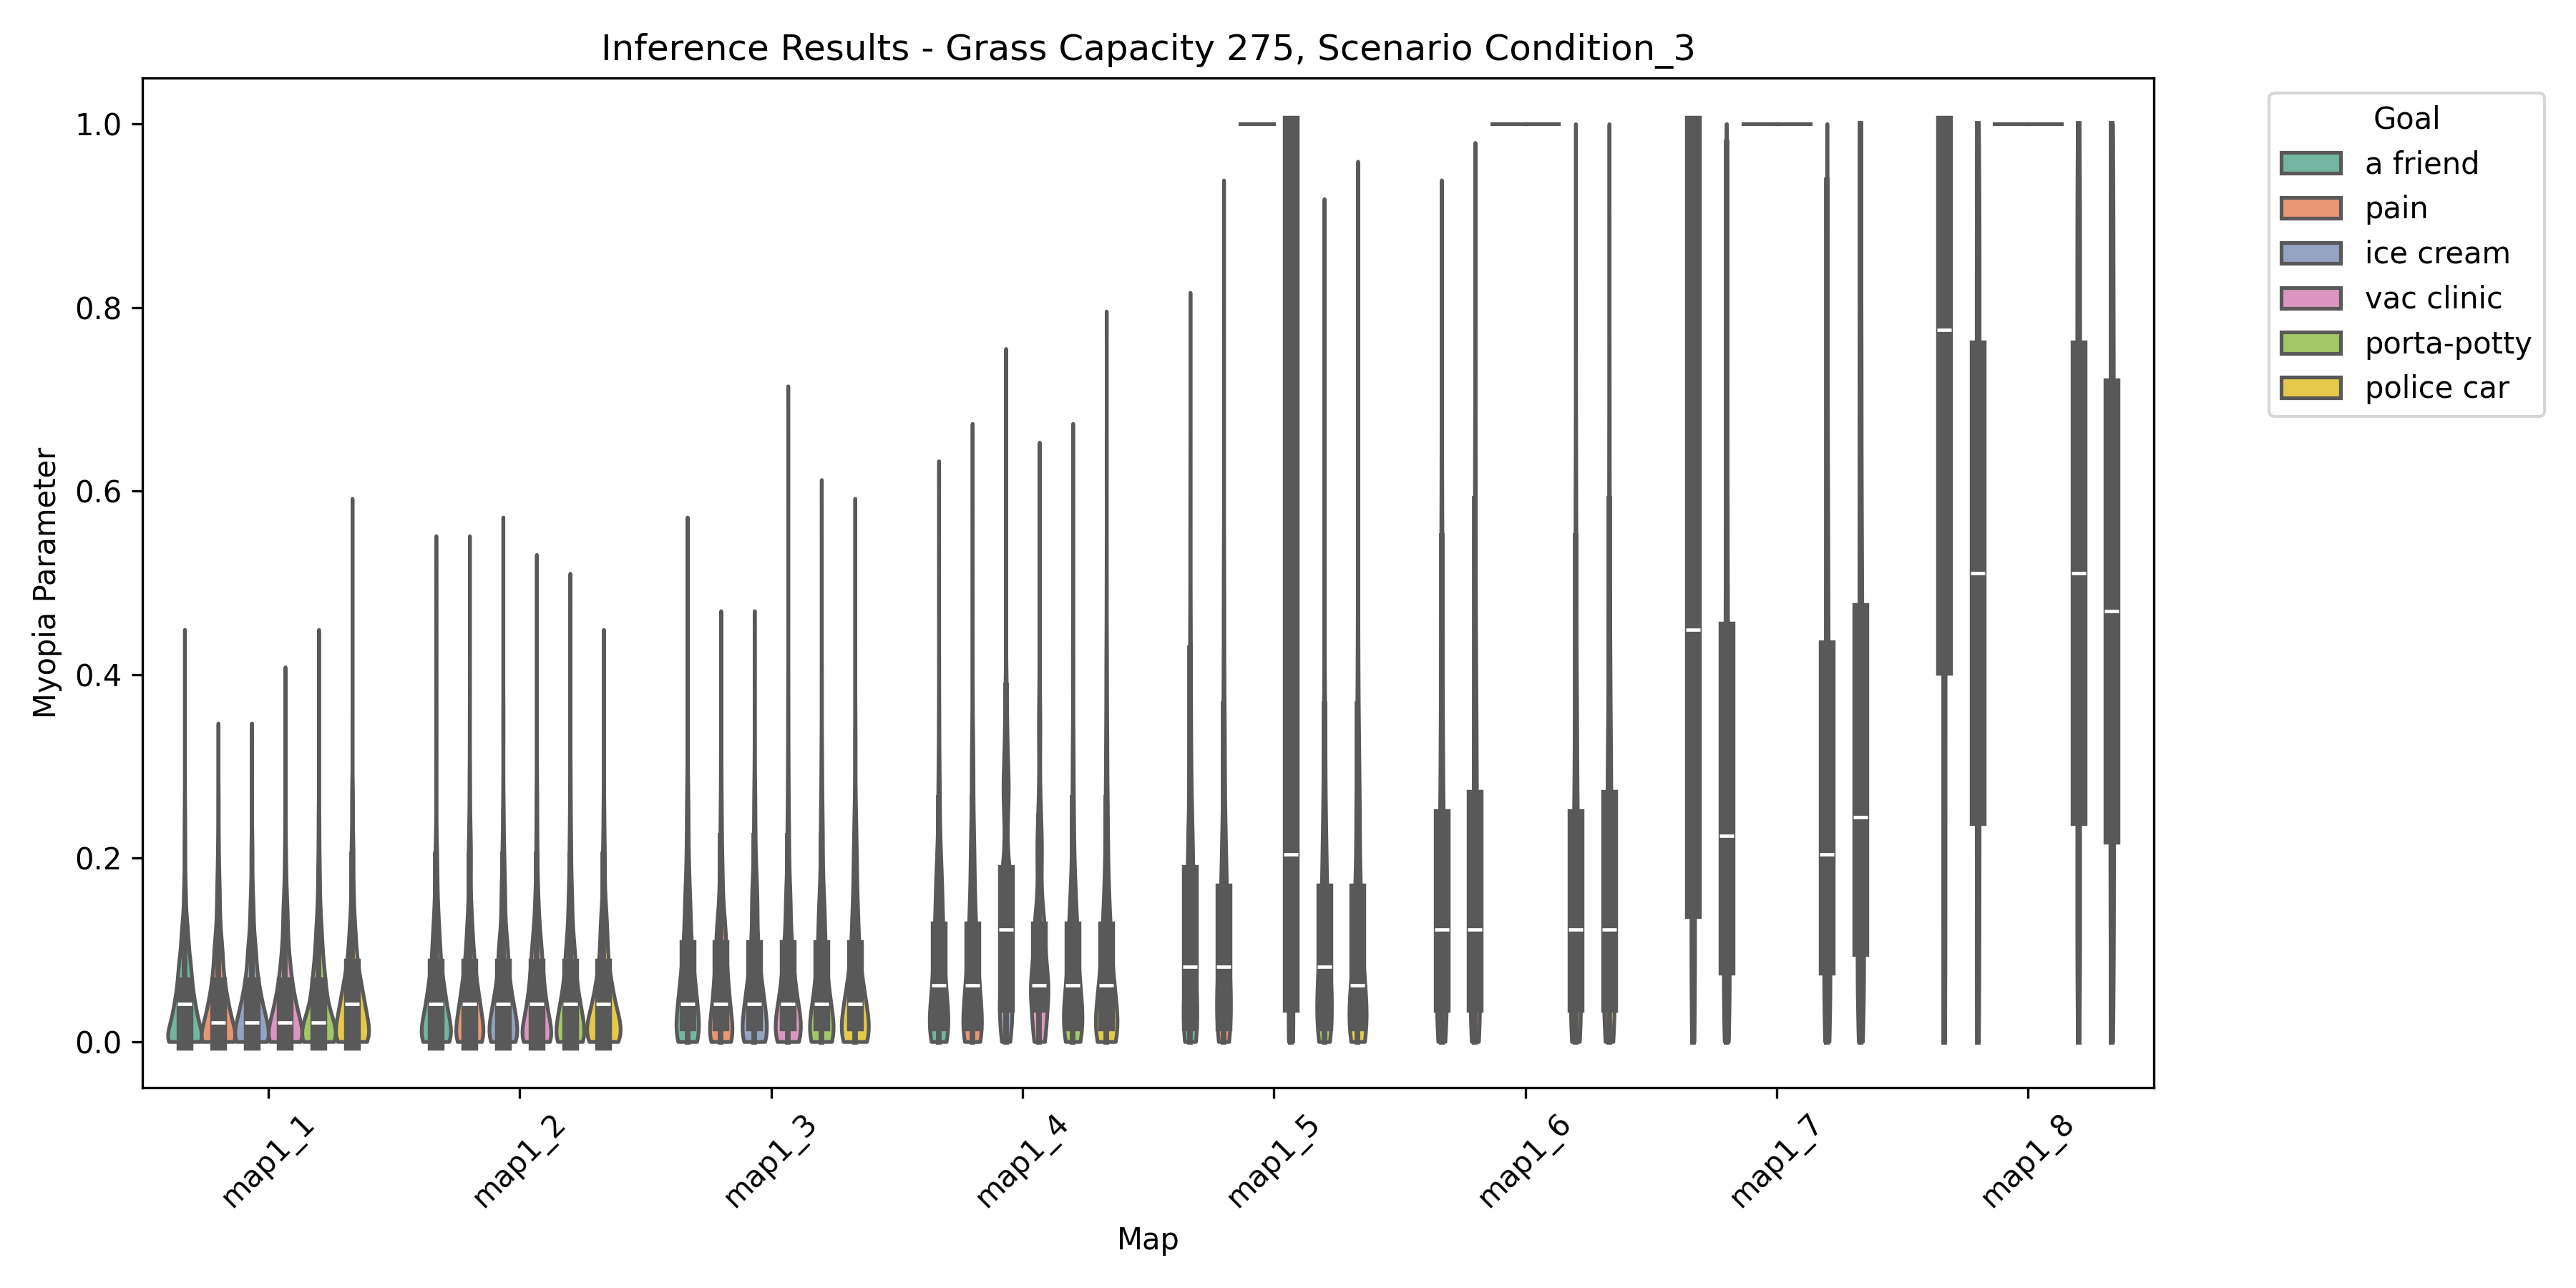 Inference Results - Grass Capacity 275, Scenario Condition_3
Myopia Parameter
1.0
0.8
0.6
0.4
0.2
0.0
map1_1
map1_2
map1_3
map1_4
map1_5
map1_6
map1_7
map1_8
Map
Goal
a friend
pain
ice cream
vac clinic
porta-potty
police car